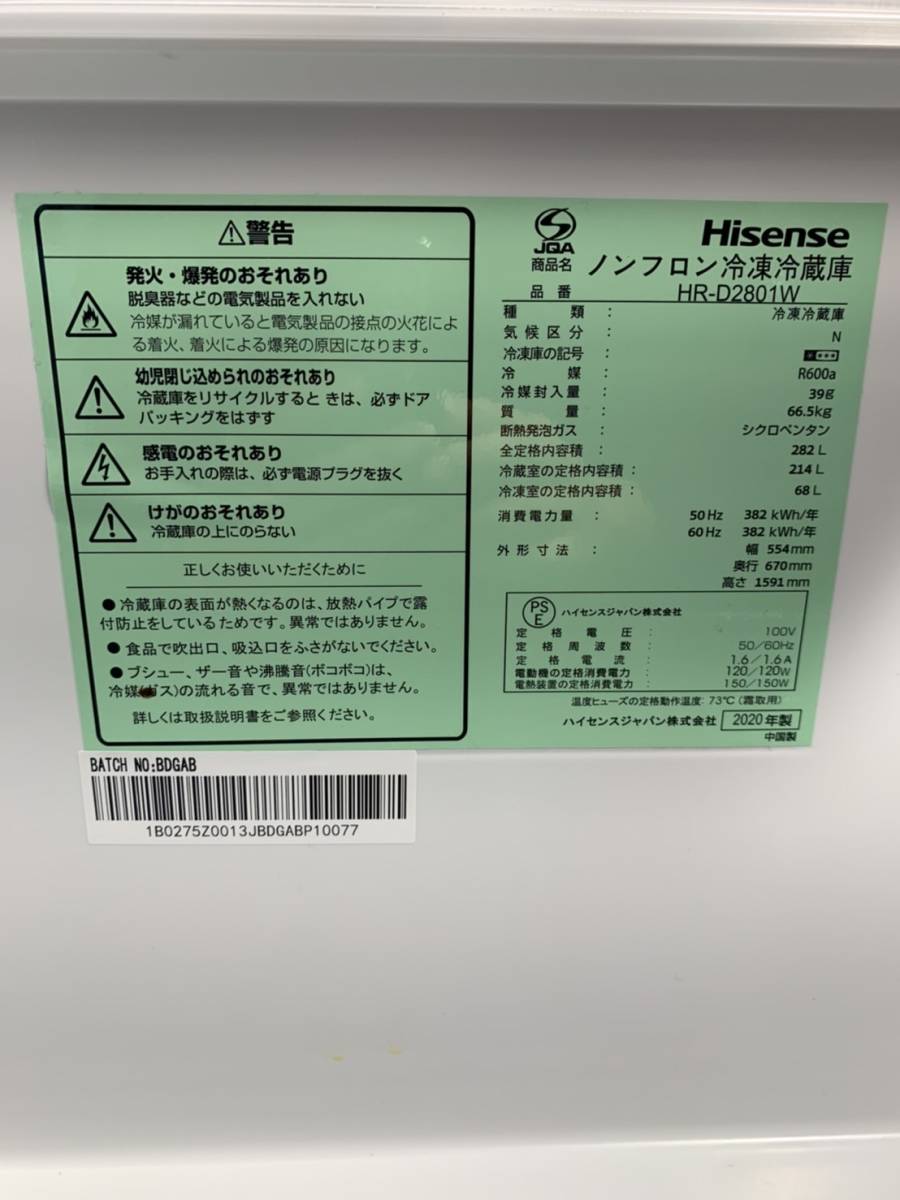 警告
発火・爆発のおそれあり
脱臭器などの電気製品を入れない
冷媒が漏れていると電気製品の接点の火花によ
る着火、着火による爆発の原因になります。
幼児閉じ込められのおそれあり
冷蔵庫をリサイクルすると きは、必ずドア
パッキングをはずす
感電のおそれあり
お手入れの際は、必ず電源プラグを抜く
けがのおそれあり
冷蔵庫の上にのらない
正しくお使いいただくために
●冷蔵庫の表面が熱くなるのは、放熱パイプで露
付防止をしているためです。異常ではありません。
●食品で吹出口、吸込口をふさがないでください。
●ブシュー、ザー音や沸騰音(ボコボコ)は、
冷媒(ガス)の流れる音で、異常ではありません。
詳しくは取扱説明書をご参照ください。
JQA
Hisense
商品名 ノンフロン冷凍冷蔵庫
品番 HR-D2801W
種類 : 冷凍冷蔵庫
気候区分 : N
冷凍庫の記号 : ****
冷媒 : R600a
冷媒封入量 : 39g
質量 : 66.5kg
断熱発泡ガス : シクロペンタン
全定格内容積 : 282 L
冷蔵室の定格内容積 : 214 L
冷凍室の定格内容積 : 68 L
消費電力量 : 50 Hz 382 kWh/年
60 Hz 382 kWh/年
外形寸法 : 幅 554mm
奥行 670mm
高さ 1591mm
PS
E ハイセンスジャパン株式会社
定格電圧 : 100V
定格周波数 : 50/60Hz
定格電流 : 1.6/1.6A
電動機の定格消費電力 : 120/120W
電熱装置の定格消費電力 : 150/150W
温度ヒューズの定格動作温度: 73℃(霜取用)
ハイセンスジャパン株式会社 2020年製
中国製
BATCH NO:BDGAB
1B0275Z0013JBDGABP10077